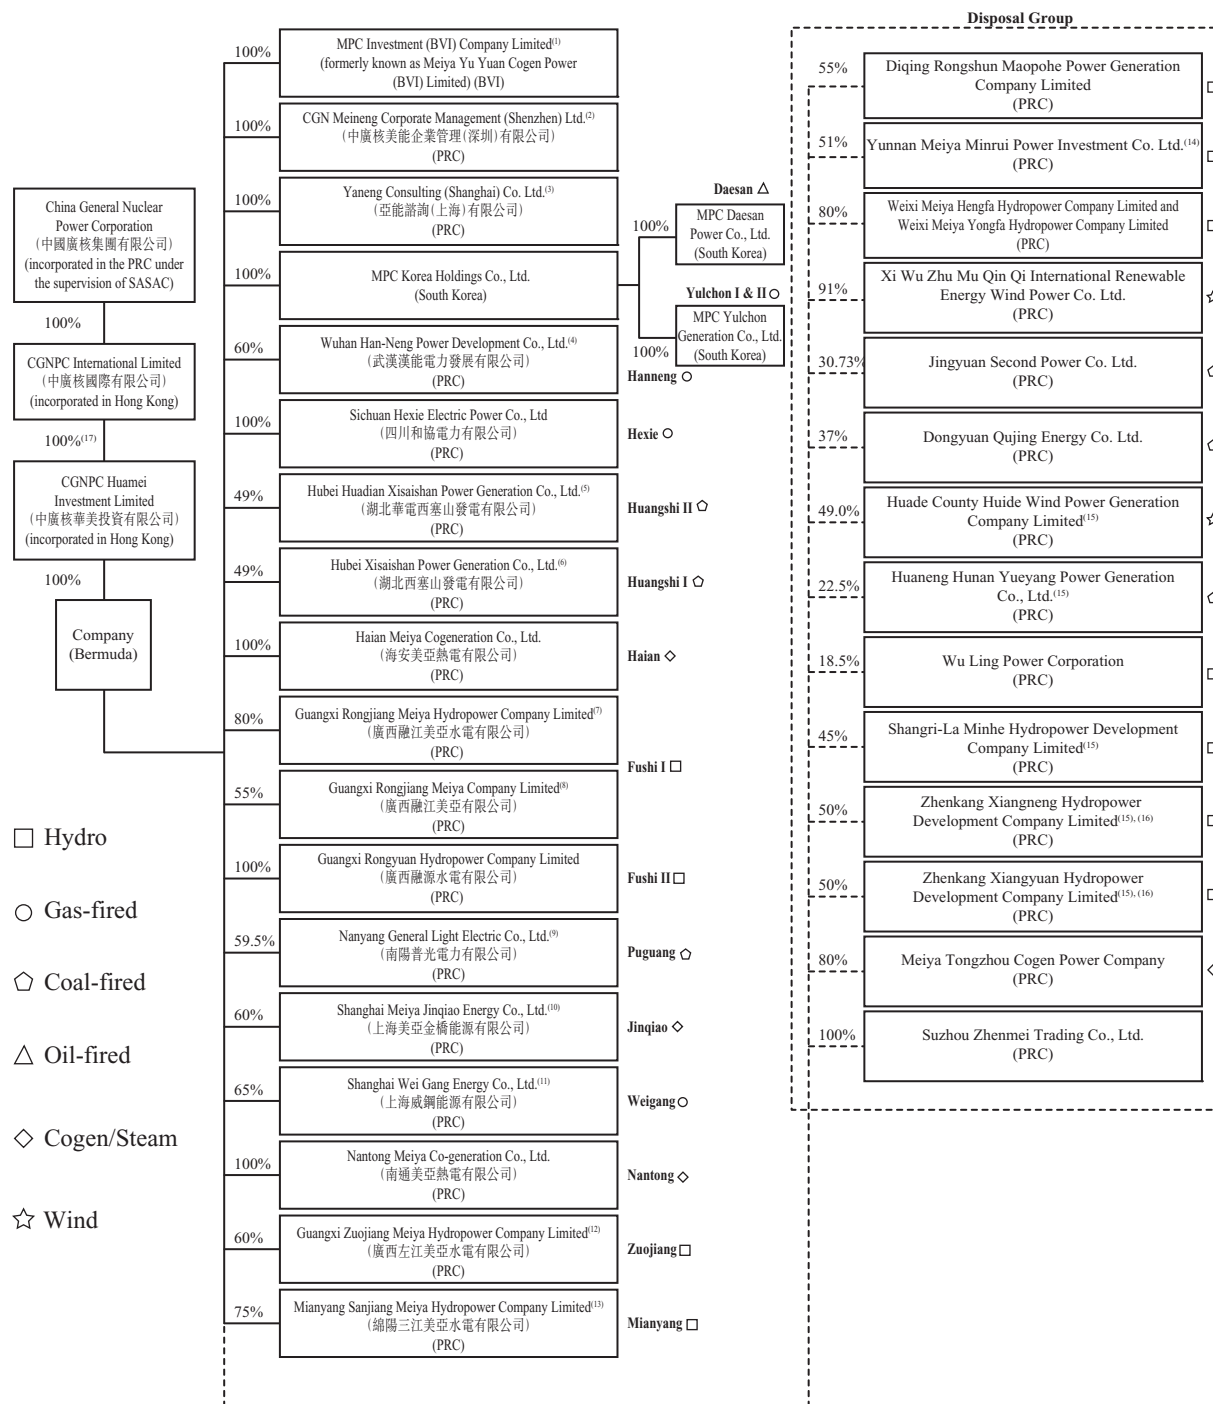 China General Nuclear
Power Corporation
(中國廣核集團有限公司)
(incorporated in the PRC under
the supervision of SASAC)
100%
CGNPC International Limited
(中廣核國際有限公司)
(incorporated in Hong Kong)
100%(17)
CGNPC Huamei
Investment Limited
(中廣核華美投資有限公司)
(incorporated in Hong Kong)
100%
Company
(Bermuda)
Hydro
Gas-fired
Coal-fired
Oil-fired
Cogen/Steam
Wind
100%
MPC Investment (BVI) Company Limited(1)
(formerly known as Meiya Yu Yuan Cogen Power
(BVI) Limited) (BVI)
100%
CGN Meineng Corporate Management (Shenzhen) Ltd.(2)
(中廣核美能企業管理(深圳)有限公司)
(PRC)
100%
Yaneng Consulting (Shanghai) Co. Ltd.(3)
(亞能諮詢(上海)有限公司)
(PRC)
100%
MPC Korea Holdings Co., Ltd.
(South Korea)
Daesan
100%
MPC Daesan
Power Co., Ltd.
(South Korea)
Yulchon I & II
100%
MPC Yulchon
Generation Co., Ltd.
(South Korea)
60%
Wuhan Han-Neng Power Development Co., Ltd.(4)
(武漢漢能電力發展有限公司)
(PRC)
Hanneng
100%
Sichuan Hexie Electric Power Co., Ltd
(四川和協電力有限公司)
(PRC)
Hexie
49%
Hubei Huadian Xisaishan Power Generation Co., Ltd.(5)
(湖北華電西塞山發電有限公司)
(PRC)
Huangshi II
49%
Hubei Xisaishan Power Generation Co., Ltd.(6)
(湖北西塞山發電有限公司)
(PRC)
Huangshi I
100%
Haian Meiya Cogeneration Co., Ltd.
(海安美亞熱電有限公司)
(PRC)
Haian
80%
Guangxi Rongjiang Meiya Hydropower Company Limited(7)
(廣西融江美亞水電有限公司)
(PRC)
Fushi I
55%
Guangxi Rongjiang Meiya Company Limited(8)
(廣西融江美亞有限公司)
(PRC)
100%
Guangxi Rongyuan Hydropower Company Limited
(廣西融源水電有限公司)
(PRC)
Fushi II
59.5%
Nanyang General Light Electric Co., Ltd.(9)
(南陽普光電力有限公司)
(PRC)
Puguang
60%
Shanghai Meiya Jinqiao Energy Co., Ltd.(10)
(上海美亞金橋能源有限公司)
(PRC)
Jinqiao
65%
Shanghai Wei Gang Energy Co., Ltd.(11)
(上海威鋼能源有限公司)
(PRC)
Weigang
100%
Nantong Meiya Co-generation Co., Ltd.
(南通美亞熱電有限公司)
(PRC)
Nantong
60%
Guangxi Zuojiang Meiya Hydropower Company Limited(12)
(廣西左江美亞水電有限公司)
(PRC)
Zuojiang
75%
Mianyang Sanjiang Meiya Hydropower Company Limited(13)
(綿陽三江美亞水電有限公司)
(PRC)
Mianyang
Disposal Group
55%
Diqing Rongshun Maopohe Power Generation
Company Limited
(PRC)
51%
Yunnan Meiya Minrui Power Investment Co. Ltd.(14)
(PRC)
80%
Weixi Meiya Hengfa Hydropower Company Limited and
Weixi Meiya Yongfa Hydropower Company Limited
(PRC)
91%
Xi Wu Zhu Mu Qin Qi International Renewable
Energy Wind Power Co. Ltd.
(PRC)
30.73%
Jingyuan Second Power Co. Ltd.
(PRC)
37%
Dongyuan Qujing Energy Co. Ltd.
(PRC)
49.0%
Huade County Huide Wind Power Generation
Company Limited(15)
(PRC)
22.5%
Huaneng Hunan Yueyang Power Generation
Co., Ltd.(15)
(PRC)
18.5%
Wu Ling Power Corporation
(PRC)
45%
Shangri-La Minhe Hydropower Development
Company Limited(15)
(PRC)
50%
Zhenkang Xiangneng Hydropower
Development Company Limited(15), (16)
(PRC)
50%
Zhenkang Xiangyuan Hydropower
Development Company Limited(15), (16)
(PRC)
80%
Meiya Tongzhou Cogen Power Company
(PRC)
100%
Suzhou Zhenmei Trading Co., Ltd.
(PRC)